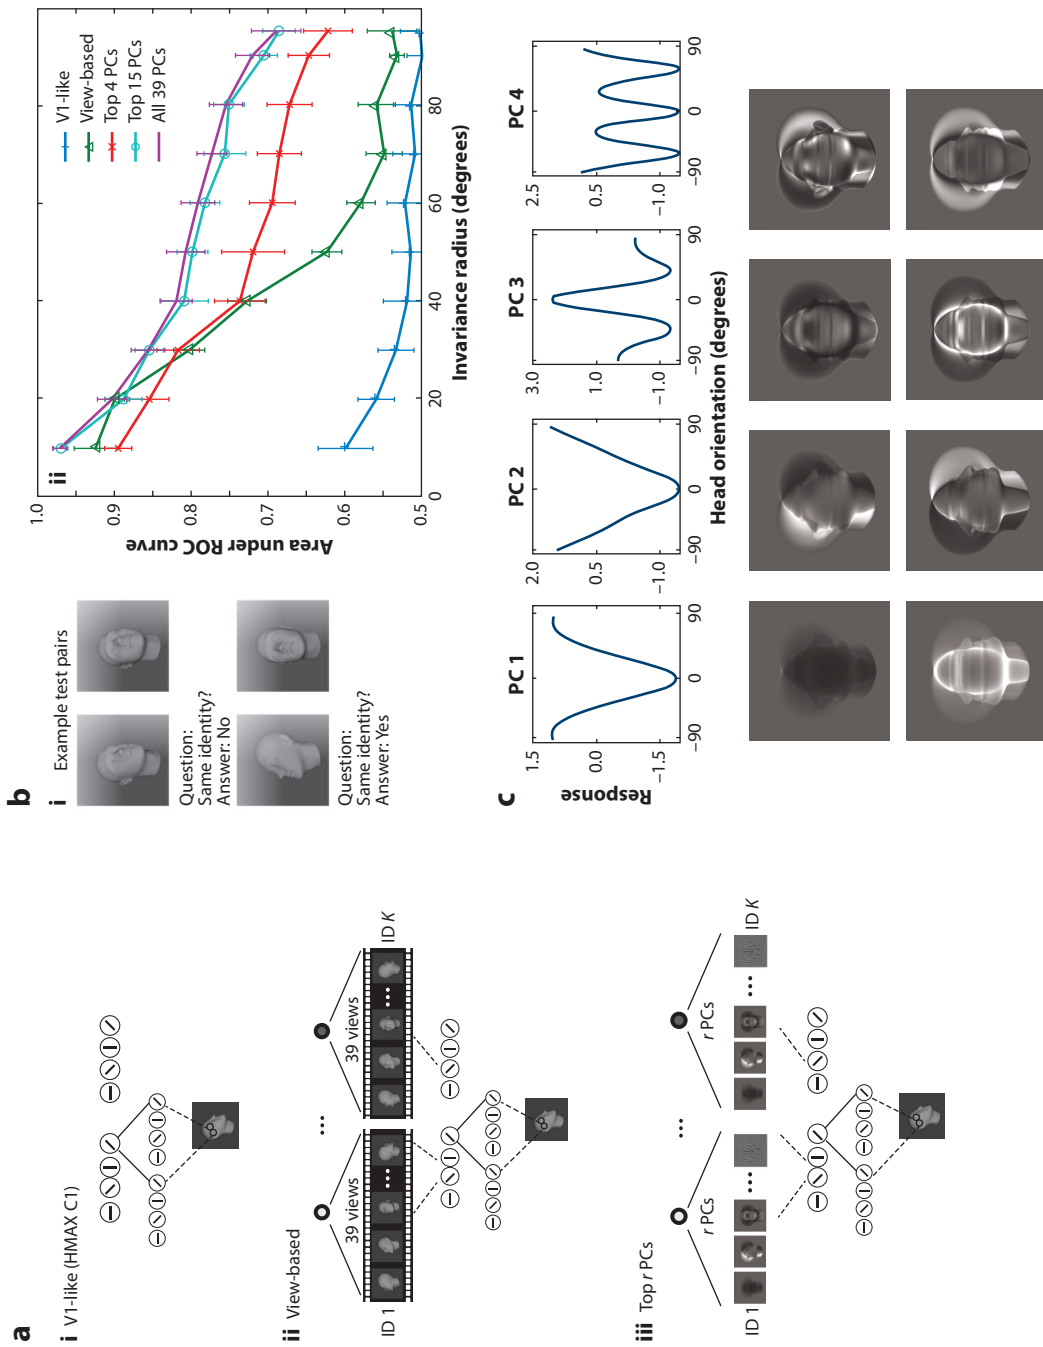 a
i V1-like (HMAX C1)
ii View-based
39 views
...
39 views
ID 1
ID K
iii Top r PCs
r PCs
...
r PCs
ID 1
ID K
b
i
Example test pairs
Question:
Same identity?
Answer: No
Question:
Same identity?
Answer: Yes
ii
Area under ROC curve
1.0
0.9
0.8
0.7
0.6
0.5
0
20
40
60
80
Invariance radius (degrees)
V1-like
View-based
Top 4 PCs
Top 15 PCs
All 39 PCs
c
Response
PC 1
1.5
0.0
−1.5
−90
0
90
PC 2
2.0
0.5
−1.0
−90
0
90
PC 3
3.0
1.0
−1.0
−90
0
90
PC 4
2.5
0.5
−1.0
−90
0
90
Head orientation (degrees)